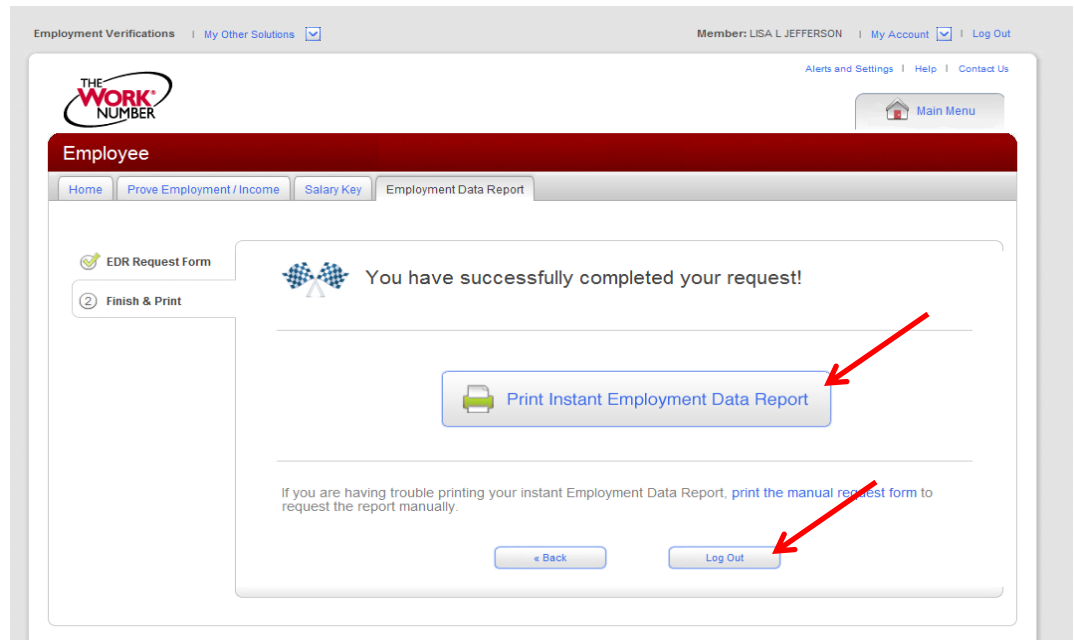 Employment Verifications | My Other Solutions
Member: LISA L JEFFERSON | My Account | Log Out
Alerts and Settings | Help | Contact Us
THE
WORK
NUMBER
Main Menu
Employee
Home Prove Employment / Income Salary Key Employment Data Report
EDR Request Form
2 Finish & Print
You have successfully completed your request!
Print Instant Employment Data Report
If you are having trouble printing your instant Employment Data Report, print the manual request form to
request the report manually.
« Back Log Out